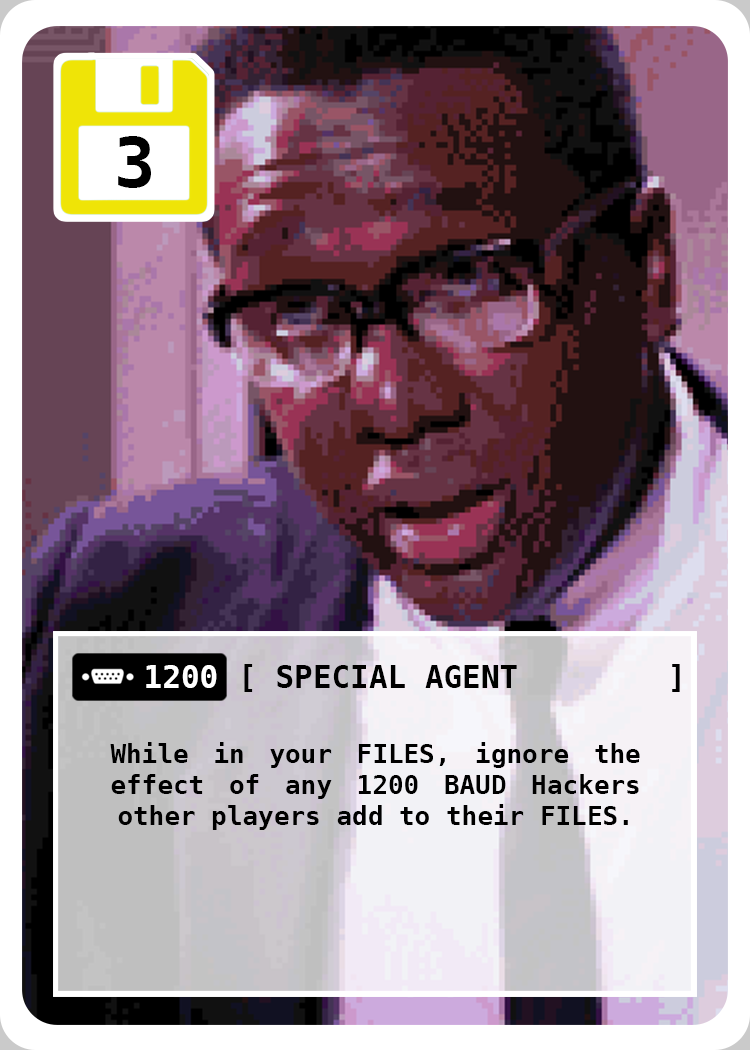 3
1200 [ SPECIAL AGENT ]
While in your FILES, ignore the
effect of any 1200 BAUD Hackers
other players add to their FILES.